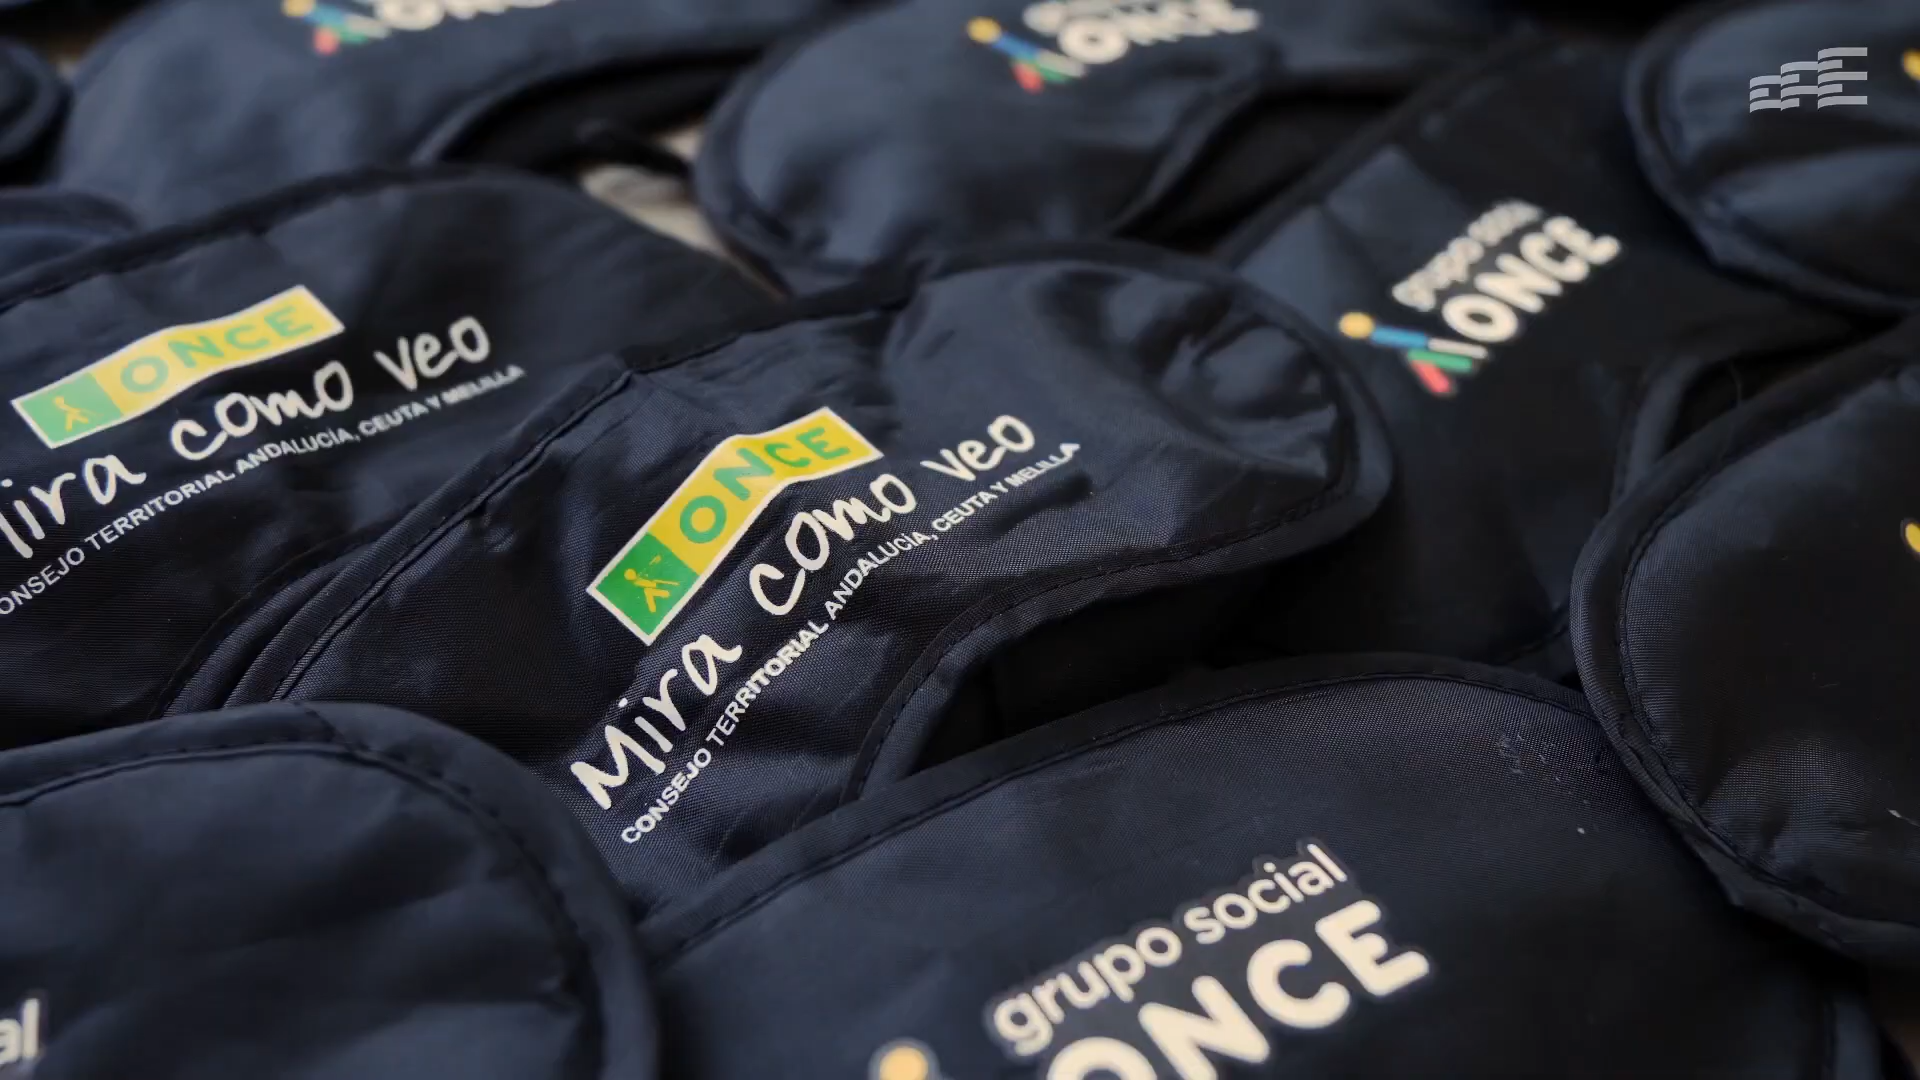 ONCE
grupo social
ONCE
ONCE
como veo
CONSEJO TERRITORIAL ANDALUCÍA, CEUTA Y MELILLA
ONCE
Mira como veo
CONSEJO TERRITORIAL ANDALUCÍA, CEUTA Y MELILLA
grupo social
ONCE